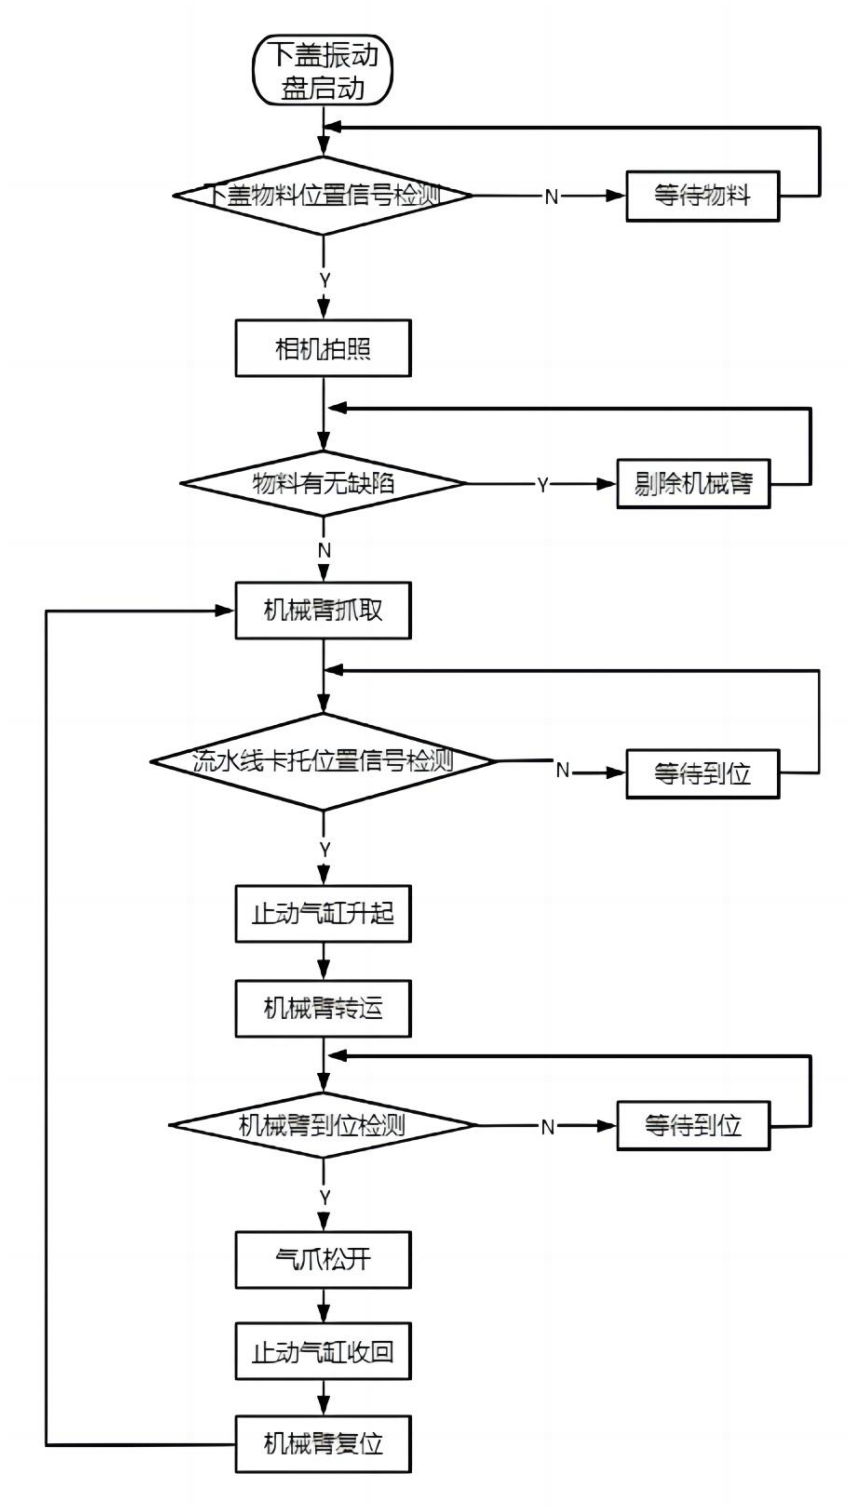 下盖振动
盘启动
下盖物料位置信号检测
N
等待物料
Y
相机拍照
物料有无缺陷
Y
剔除机械臂
N
机械臂抓取
流水线卡托位置信号检测
N
等待到位
Y
止动气缸升起
机械臂转运
机械臂到位检测
N
等待到位
Y
气爪松开
止动气缸收回
机械臂复位